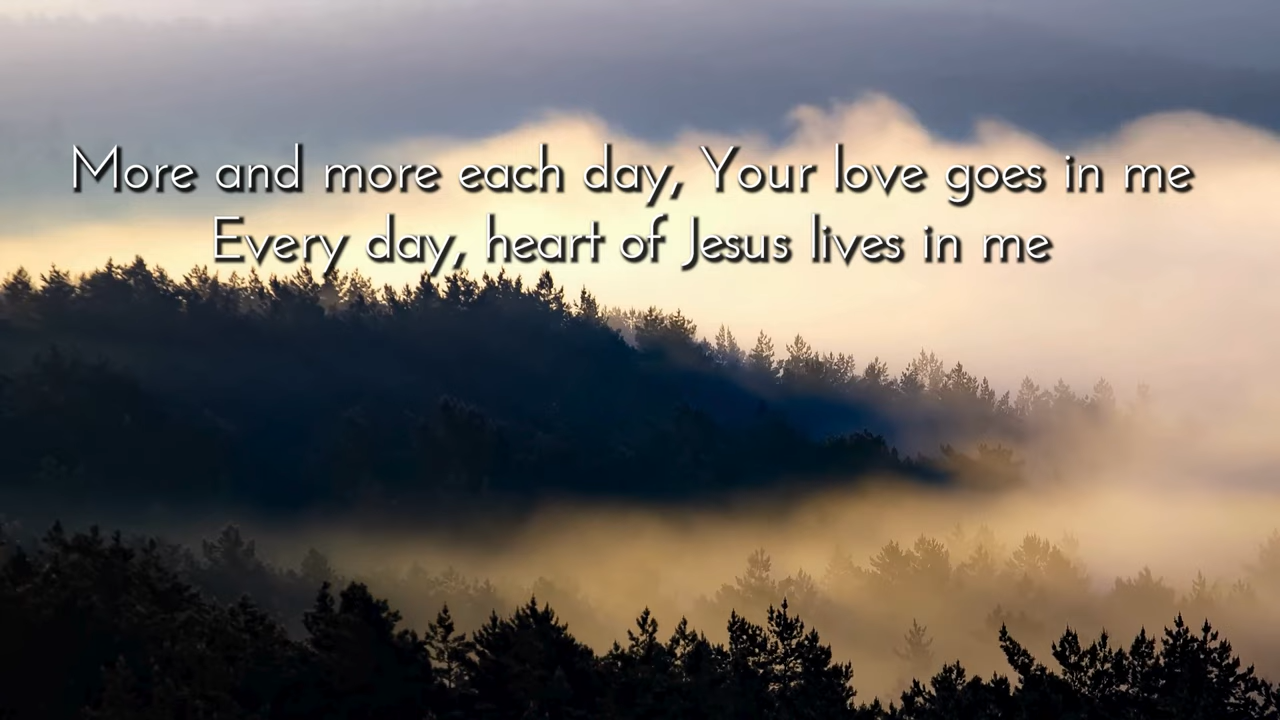 More and more each day, Your love goes in me
Every day, heart of Jesus lives in me